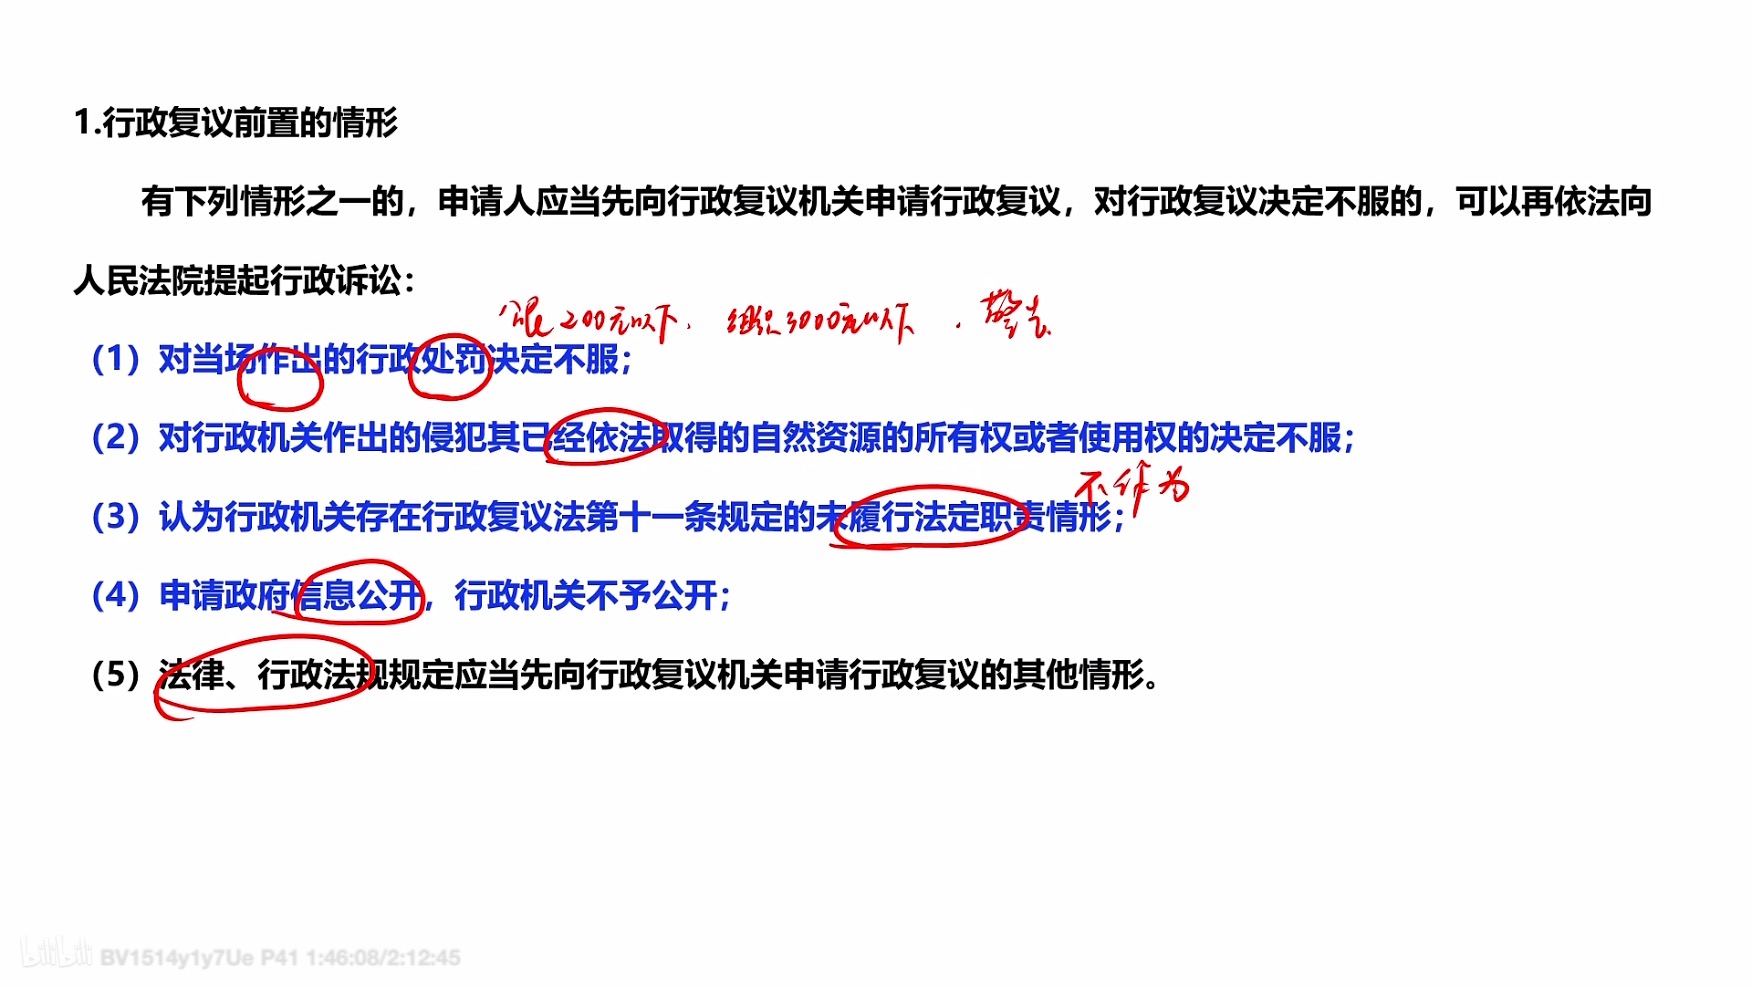 1.行政复议前置的情形
有下列情形之一的，申请人应当先向行政复议机关申请行政复议，对行政复议决定不服的，可以再依法向
人民法院提起行政诉讼：
200元以下．组织3000元以下．警告．
（1）对当场作出的行政处罚决定不服；
（2）对行政机关作出的侵犯其已经依法取得的自然资源的所有权或者使用权的决定不服；
不作为
（3）认为行政机关存在行政复议法第十一条规定的未履行法定职责情形；
（4）申请政府信息公开，行政机关不予公开；
（5）法律、行政法规规定应当先向行政复议机关申请行政复议的其他情形。
bilibili BV1514y1y7Ue P41 1:46:08/2:12:45